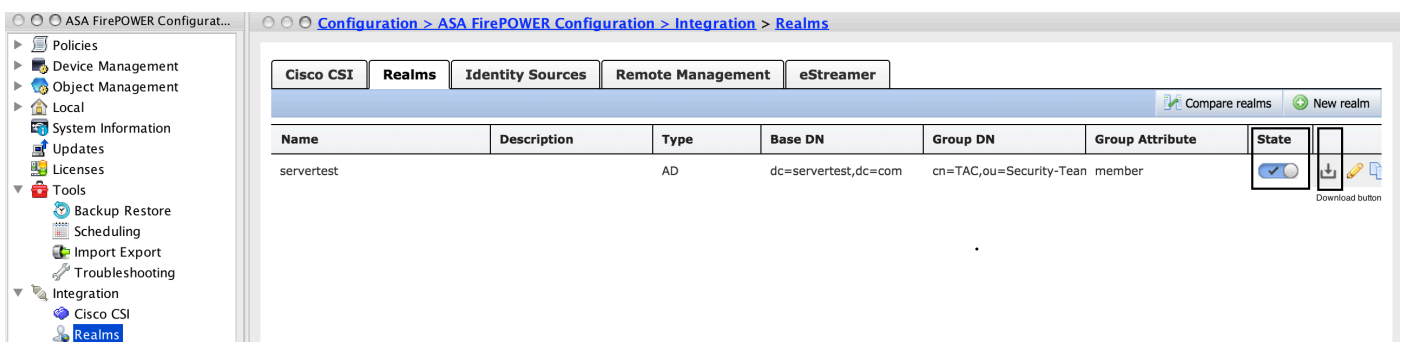 ASA FirePOWER Configurat...
Policies
Device Management
Object Management
Local
System Information
Updates
Licenses
Tools
Backup Restore
Scheduling
Import Export
Troubleshooting
Integration
Cisco CSI
Realms
Configuration > ASA FirePOWER Configuration > Integration > Realms
Cisco CSI Realms Identity Sources Remote Management eStreamer
Compare realms New realm
Name Description Type Base DN Group DN Group Attribute State
servertest AD dc=servertest,dc=com cn=TAC,ou=Security-Tean member
Download button